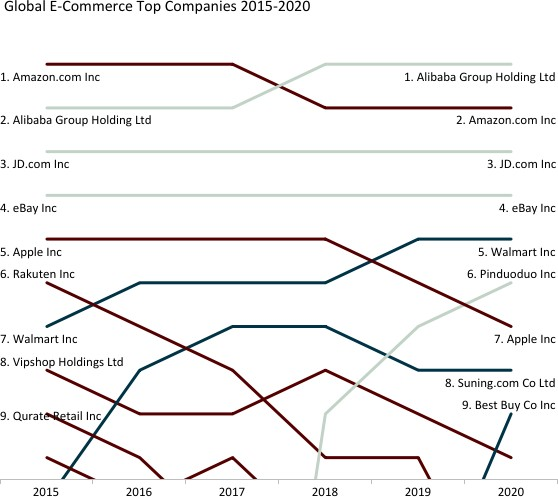 Global E-Commerce Top Companies 2015-2020
1. Amazon.com Inc
1. Alibaba Group Holding Ltd
2. Alibaba Group Holding Ltd
2. Amazon.com Inc
3. JD.com Inc
3. JD.com Inc
4. eBay Inc
4. eBay Inc
5. Apple Inc
5. Walmart Inc
6. Rakuten Inc
6. Pinduoduo Inc
7. Walmart Inc
7. Apple Inc
8. Vipshop Holdings Ltd
8. Suning.com Co Ltd
9. Best Buy Co Inc
9. Qurate Retail Inc
2015 2016 2017 2018 2019 2020